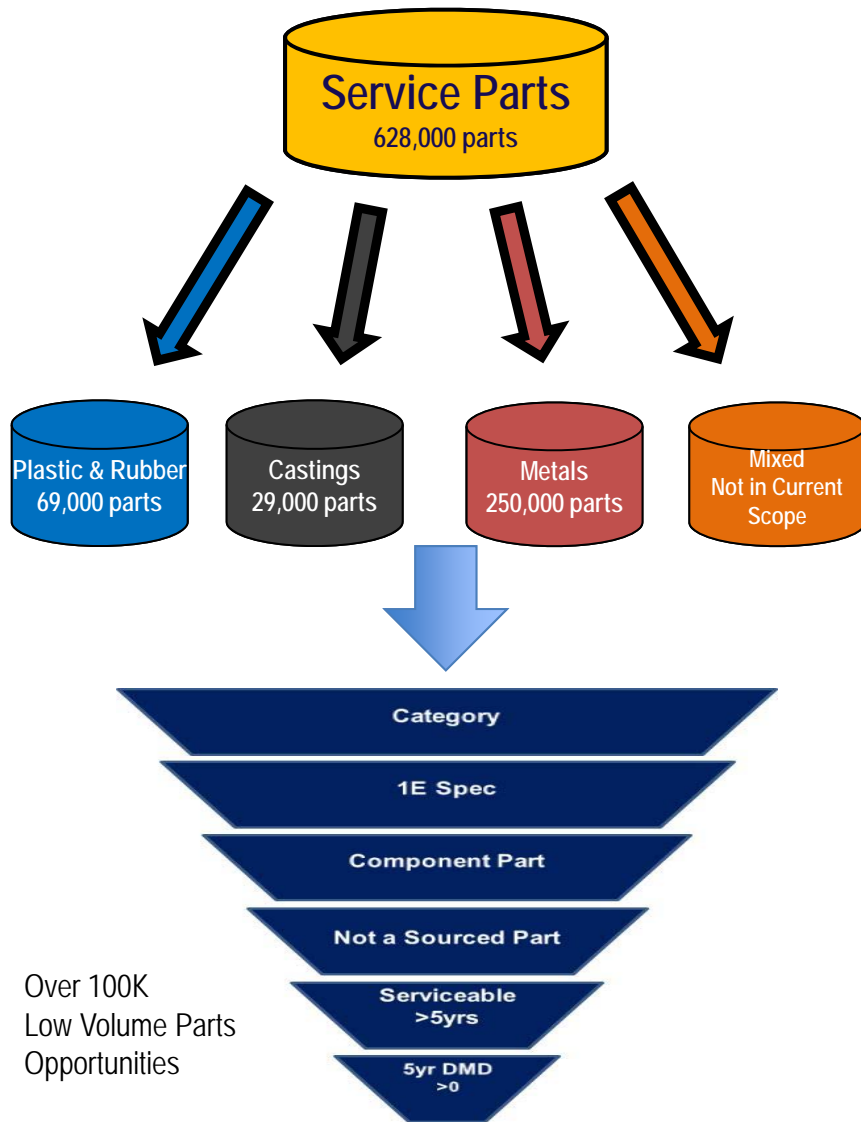 Service Parts
628,000 parts
Plastic & Rubber
69,000 parts
Castings
29,000 parts
Metals
250,000 parts
Mixed
Not in Current
Scope
Category
1E Spec
Component Part
Not a Sourced Part
Serviceable
>5yrs
5yr DMD
>0
Over 100K
Low Volume Parts
Opportunities